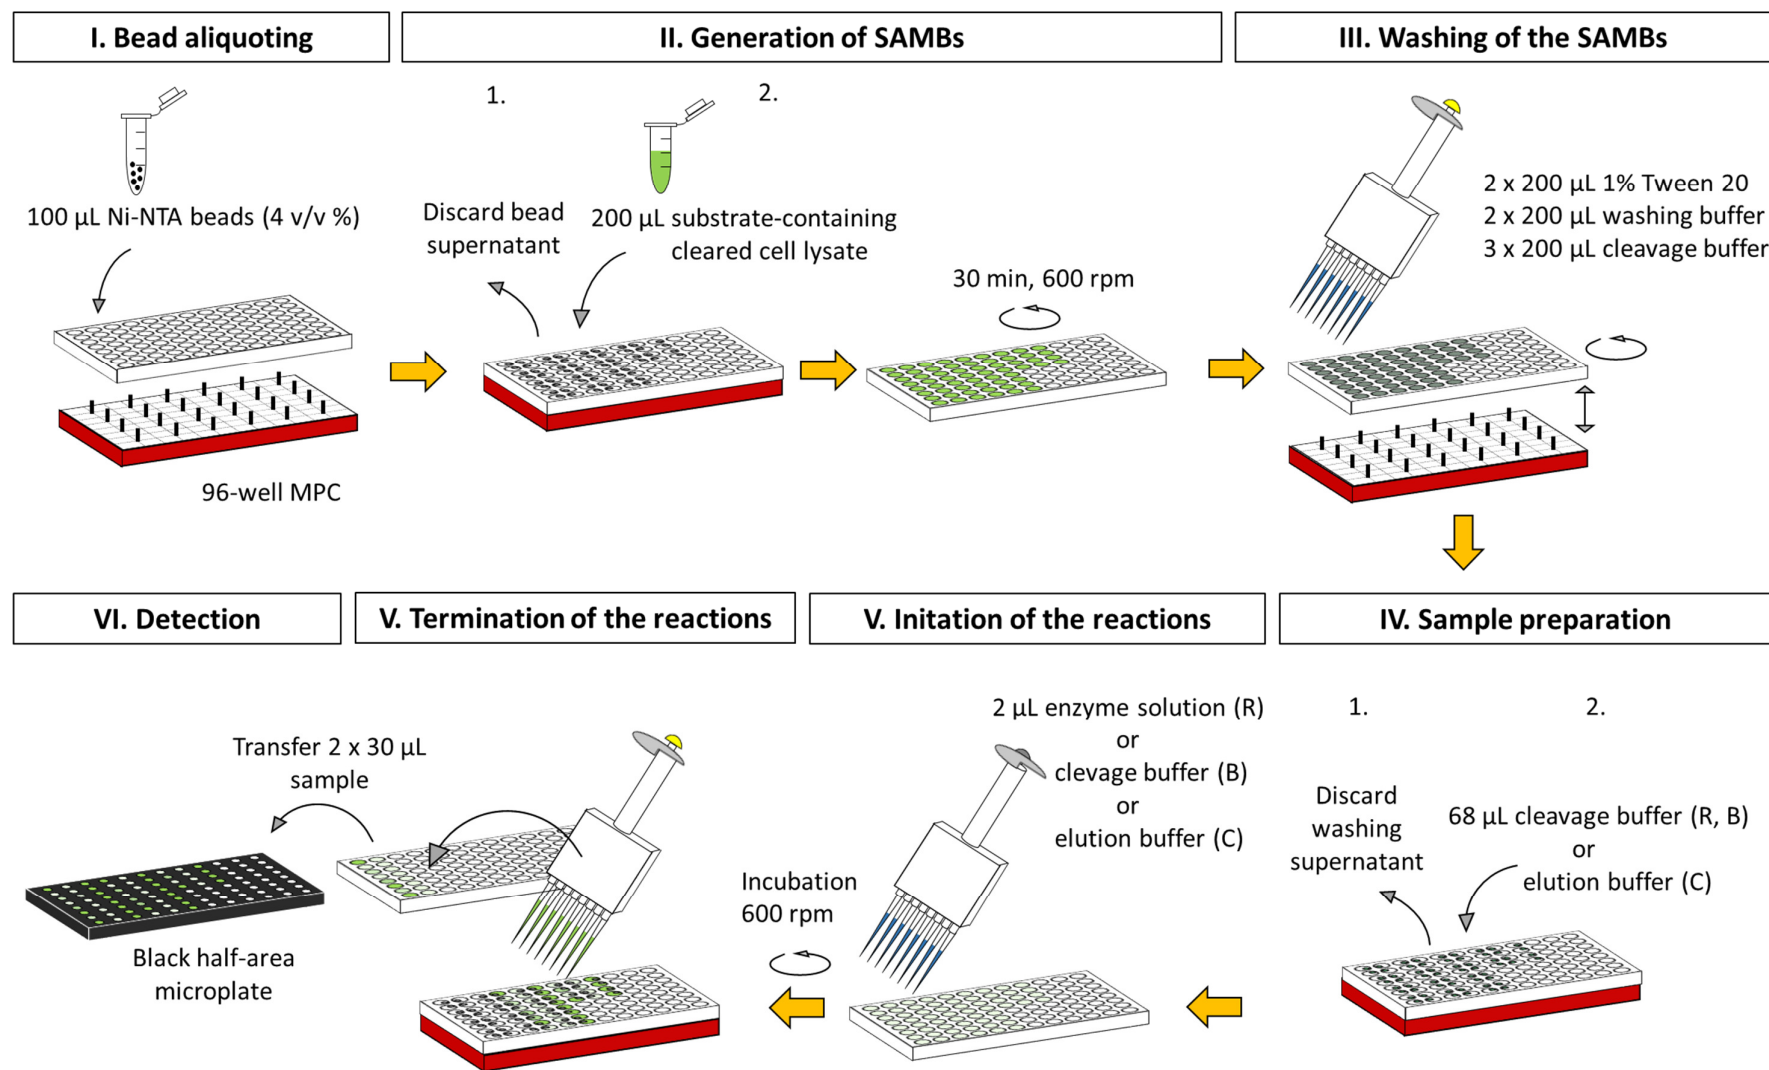 I. Bead aliquoting
II. Generation of SAMBs
III. Washing of the SAMBs
100 µL Ni-NTA beads (4 v/v %)
96-well MPC
1.
2.
Discard bead
supernatant
200 µL substrate-containing
cleared cell lysate
30 min, 600 rpm
2 x 200 µL 1% Tween 20
2 x 200 µL washing buffer
3 x 200 µL cleavage buffer
VI. Detection
V. Termination of the reactions
V. Initation of the reactions
IV. Sample preparation
Transfer 2 x 30 µL
sample
Black half-area
microplate
Incubation
600 rpm
2 µL enzyme solution (R)
or
clevage buffer (B)
or
elution buffer (C)
1.
2.
Discard
washing
supernatant
68 µL cleavage buffer (R, B)
or
elution buffer (C)